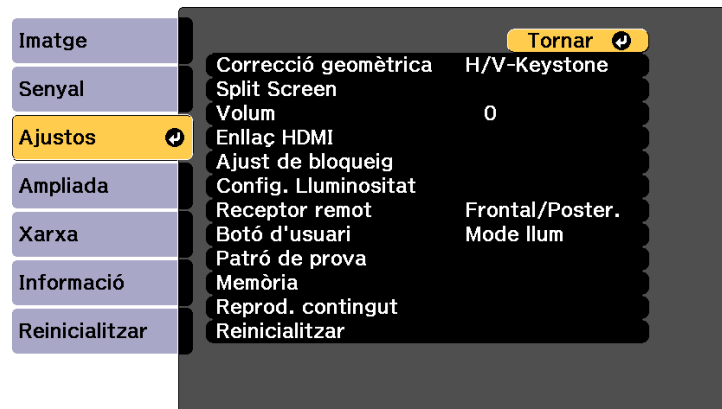 Imatge
Senyal
Ajustos
Ampliada
Xarxa
Informació
Reinicialitzar
Tornar
Correcció geomètrica H/V-Keystone
Split Screen
Volum 0
Enllaç HDMI
Ajust de bloqueig
Config. Lluminositat
Receptor remot Frontal/Poster.
Botó d'usuari Mode llum
Patró de prova
Memòria
Reprod. contingut
Reinicialitzar